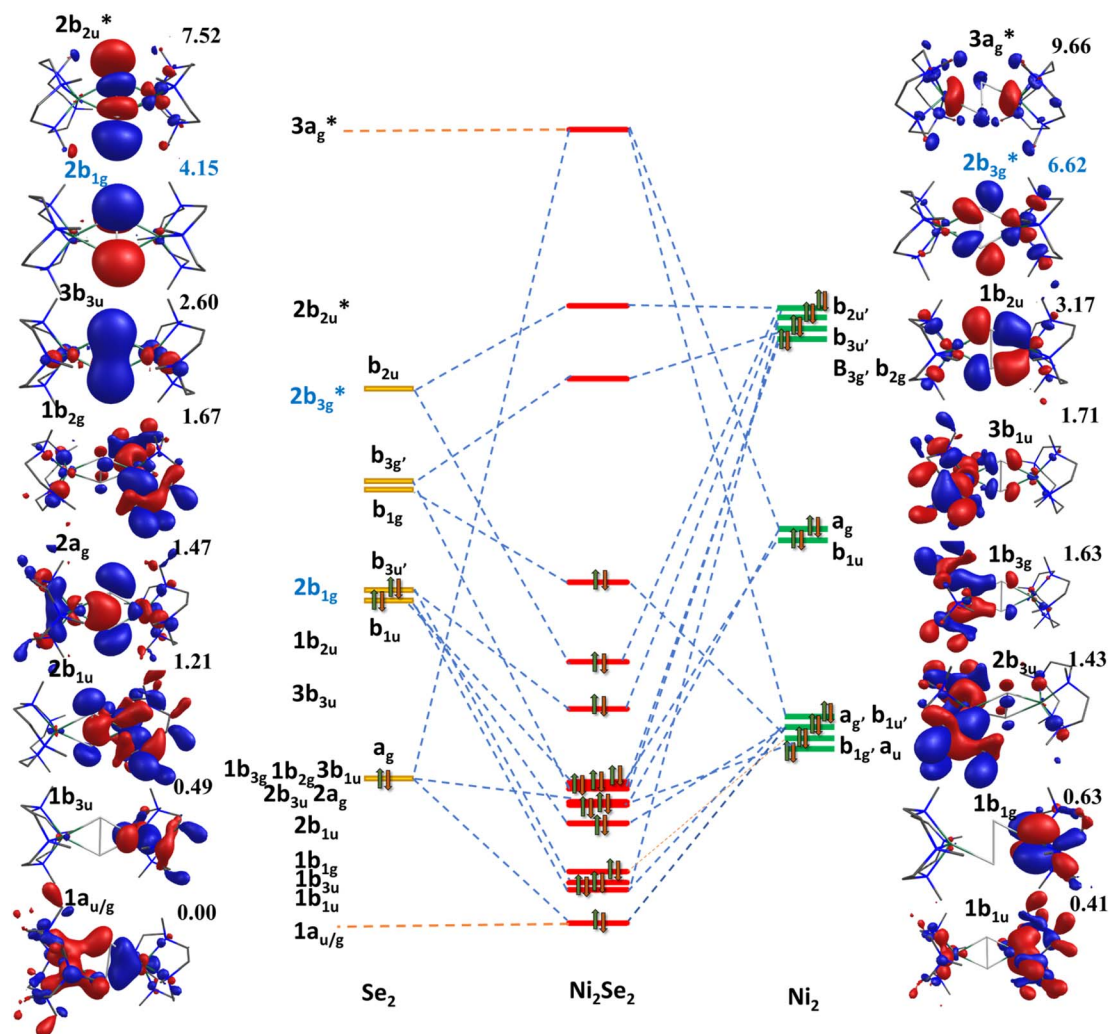 2b2u*
7.52
2b1g
4.15
3b3u
2.60
1b2g
1.67
2ag
1.47
2b1u
1.21
0.49
1b3u
1au/g
0.00
3ag*
2b2u*
2b3g*
2b1g
1b2u
3b3u
1b3g 1b2g 3b1u
2b3u 2ag
2b1u
1b1g
1b3u
1b1u
1au/g
b2u
b3g'
b1g
b3u'
b1u
ag
Se2
Ni2Se2
Ni2
b2u'
b3u'
B3g' b2g
ag
b1u
ag' b1u'
b1g' au
3ag*
9.66
2b3g*
6.62
1b2u
3.17
1.71
3b1u
1b3g
1.63
2b3u
1.43
1b1g
0.63
1b1u
0.41